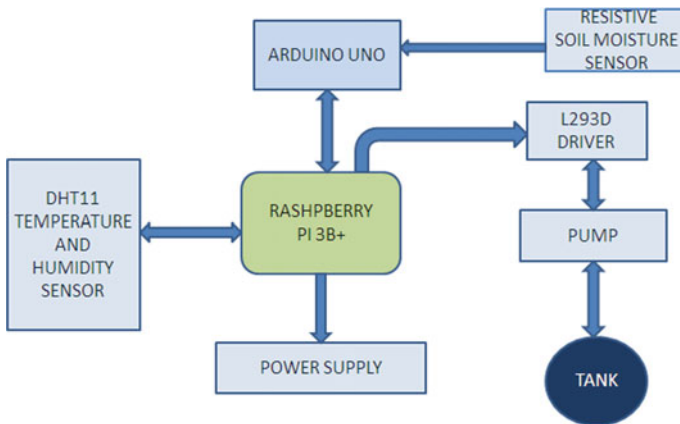 RESISTIVE
SOIL MOISTURE
SENSOR
ARDUINO UNO
L293D
DRIVER
DHT11
TEMPERATURE
AND
HUMIDITY
SENSOR
RASHPBERRY
PI 3B+
PUMP
POWER SUPPLY
TANK